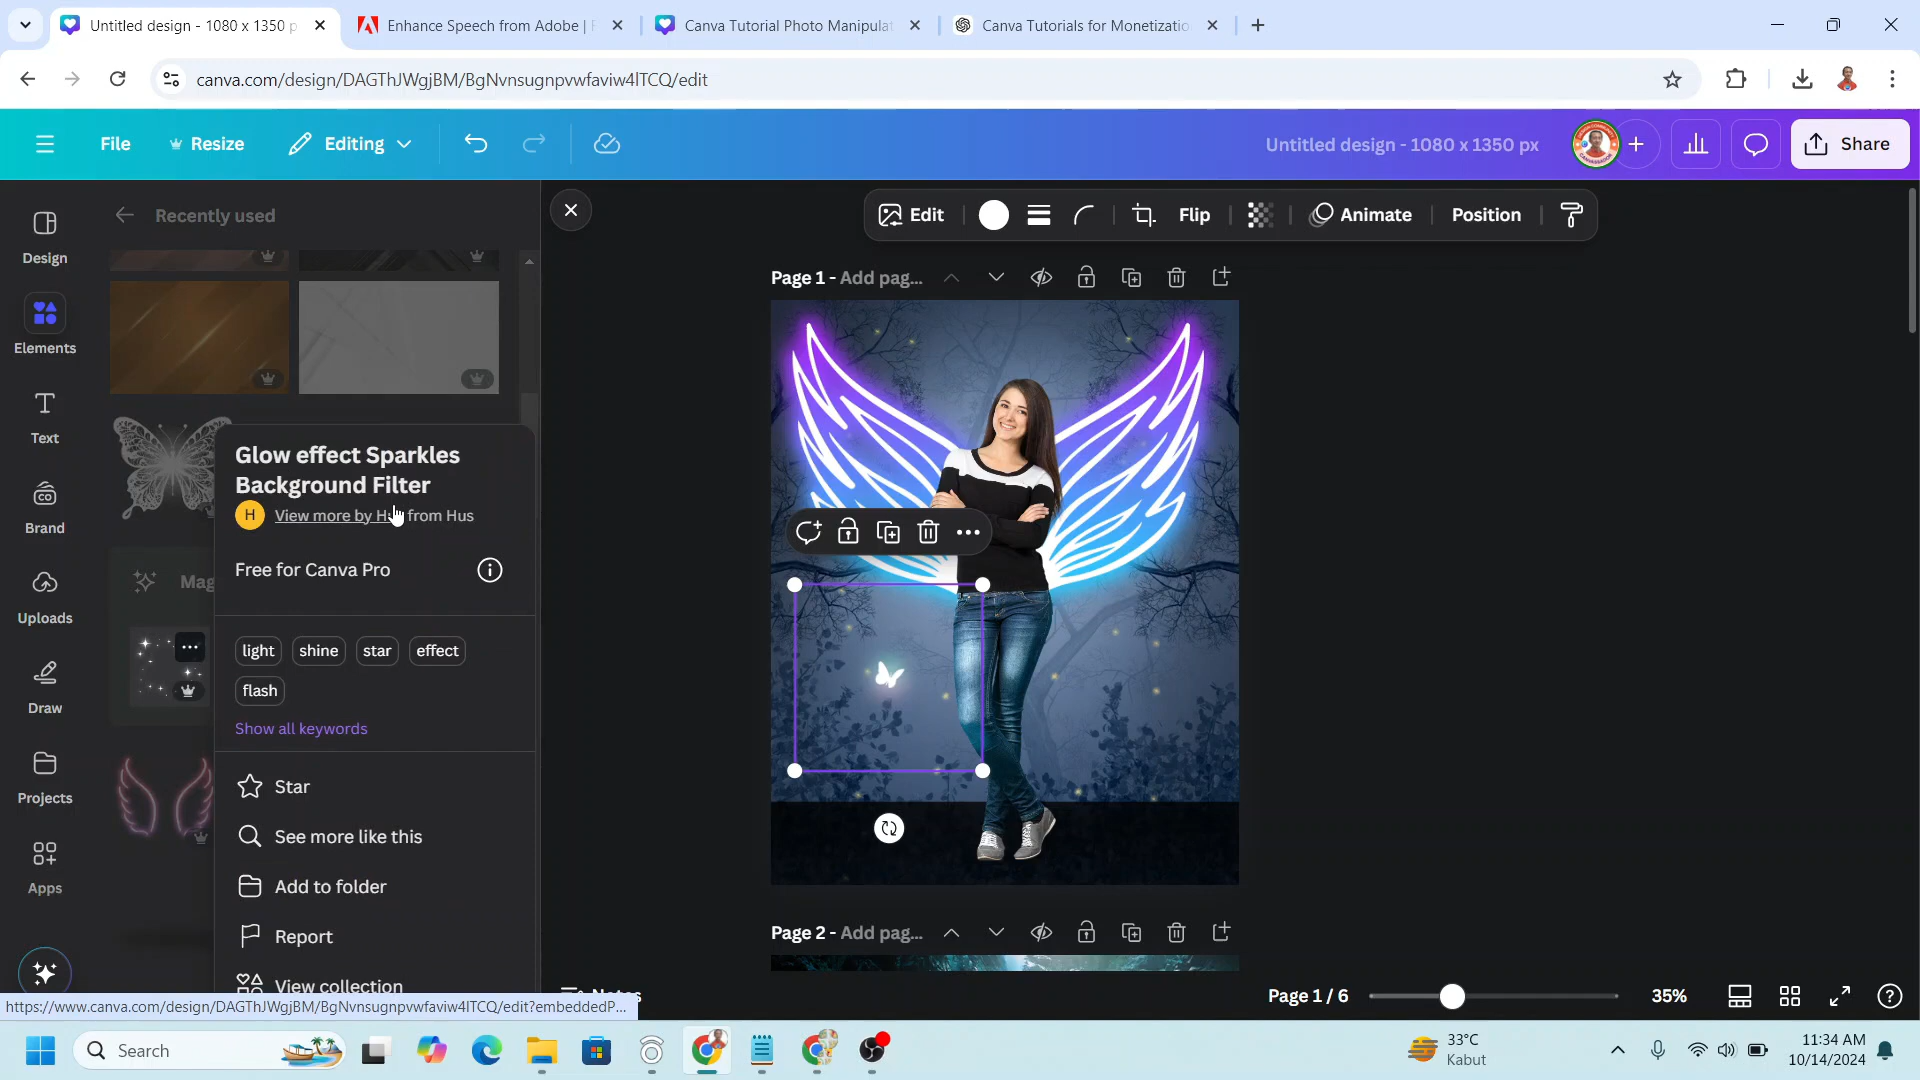 Untitled design - 1080 x 1350 p
Enhance Speech from Adobe | F
Canva Tutorial Photo Manipulat
Canva Tutorials for Monetizatio
canva.com/design/DAGThJWgjBM/BgNvnsugnpvwfaviw4lTCQ/edit
File
Resize
Editing
Untitled design - 1080 x 1350 px
Share
Design
Elements
Text
Brand
Uploads
Draw
Projects
Apps
Recently used
Mag
Glow effect Sparkles
Background Filter
H
View more by Hus from Hus
Free for Canva Pro
light
shine
star
effect
flash
Show all keywords
Star
See more like this
Add to folder
Report
View collection
Edit
Flip
Animate
Position
Page 1 - Add pag...
Page 2 - Add pag...
Notes
Page 1 / 6
35%
https://www.canva.com/design/DAGThJWgjBM/BgNvnsugnpvwfaviw4lTCQ/edit?embeddedP...
Search
33°C
Kabut
11:34 AM
10/14/2024